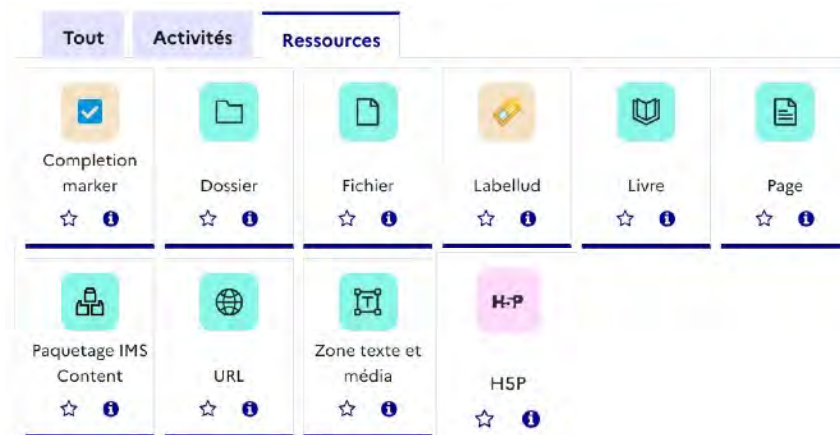 Tout
Activités
Ressources
Completion
marker
Dossier
Fichier
Labellud
Livre
Page
Paquetage IMS
Content
URL
Zone texte et
média
H-P
H5P